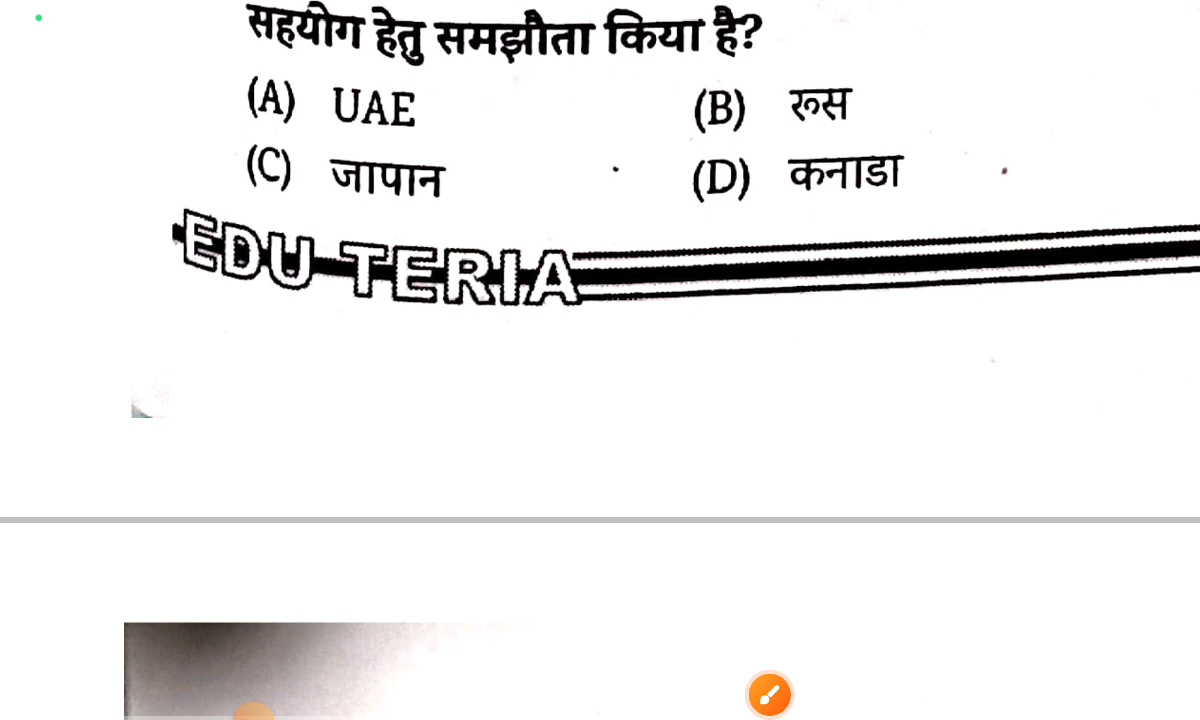 सहयोग हेतु समझौता किया है?
(A) UAE (B) रूस
(C) जापान (D) कनाडा
EDU TERIA